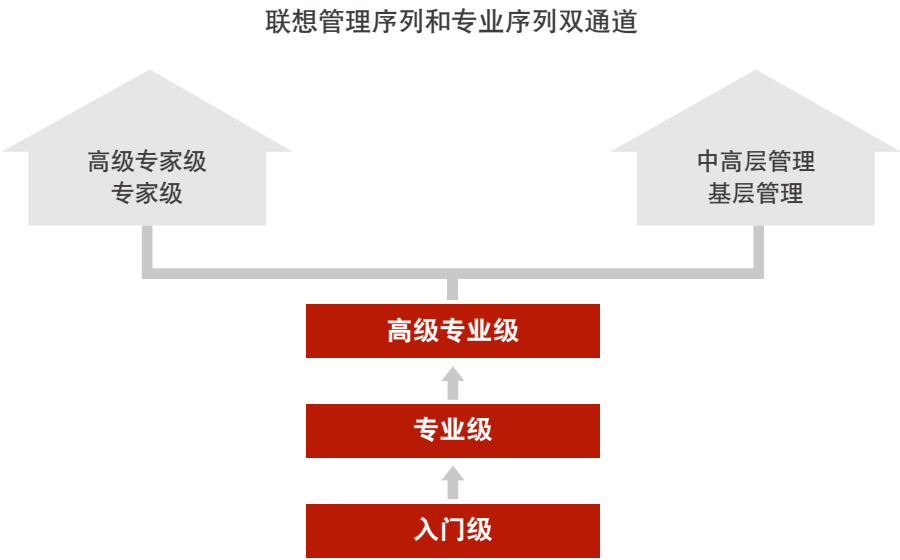 联想管理序列和专业序列双通道
高级专家级
专家级
中高层管理
基层管理
高级专业级
专业级
入门级